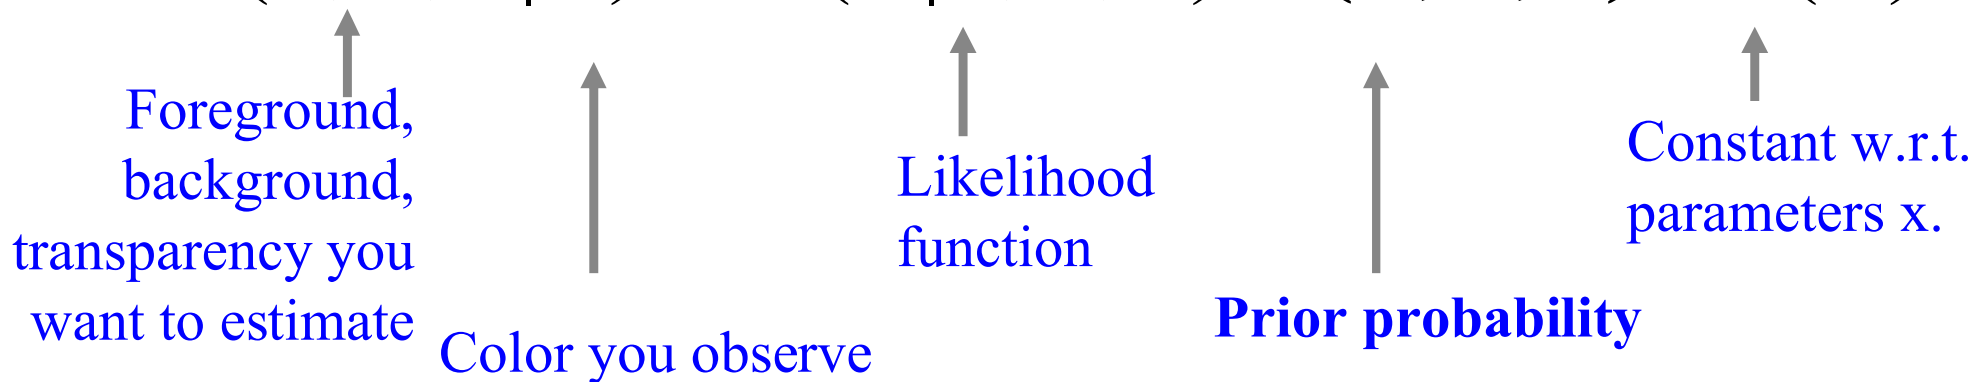 Foreground,
background,
transparency you
want to estimate
Color you observe
Likelihood
function
Prior probability
Constant w.r.t.
parameters x.